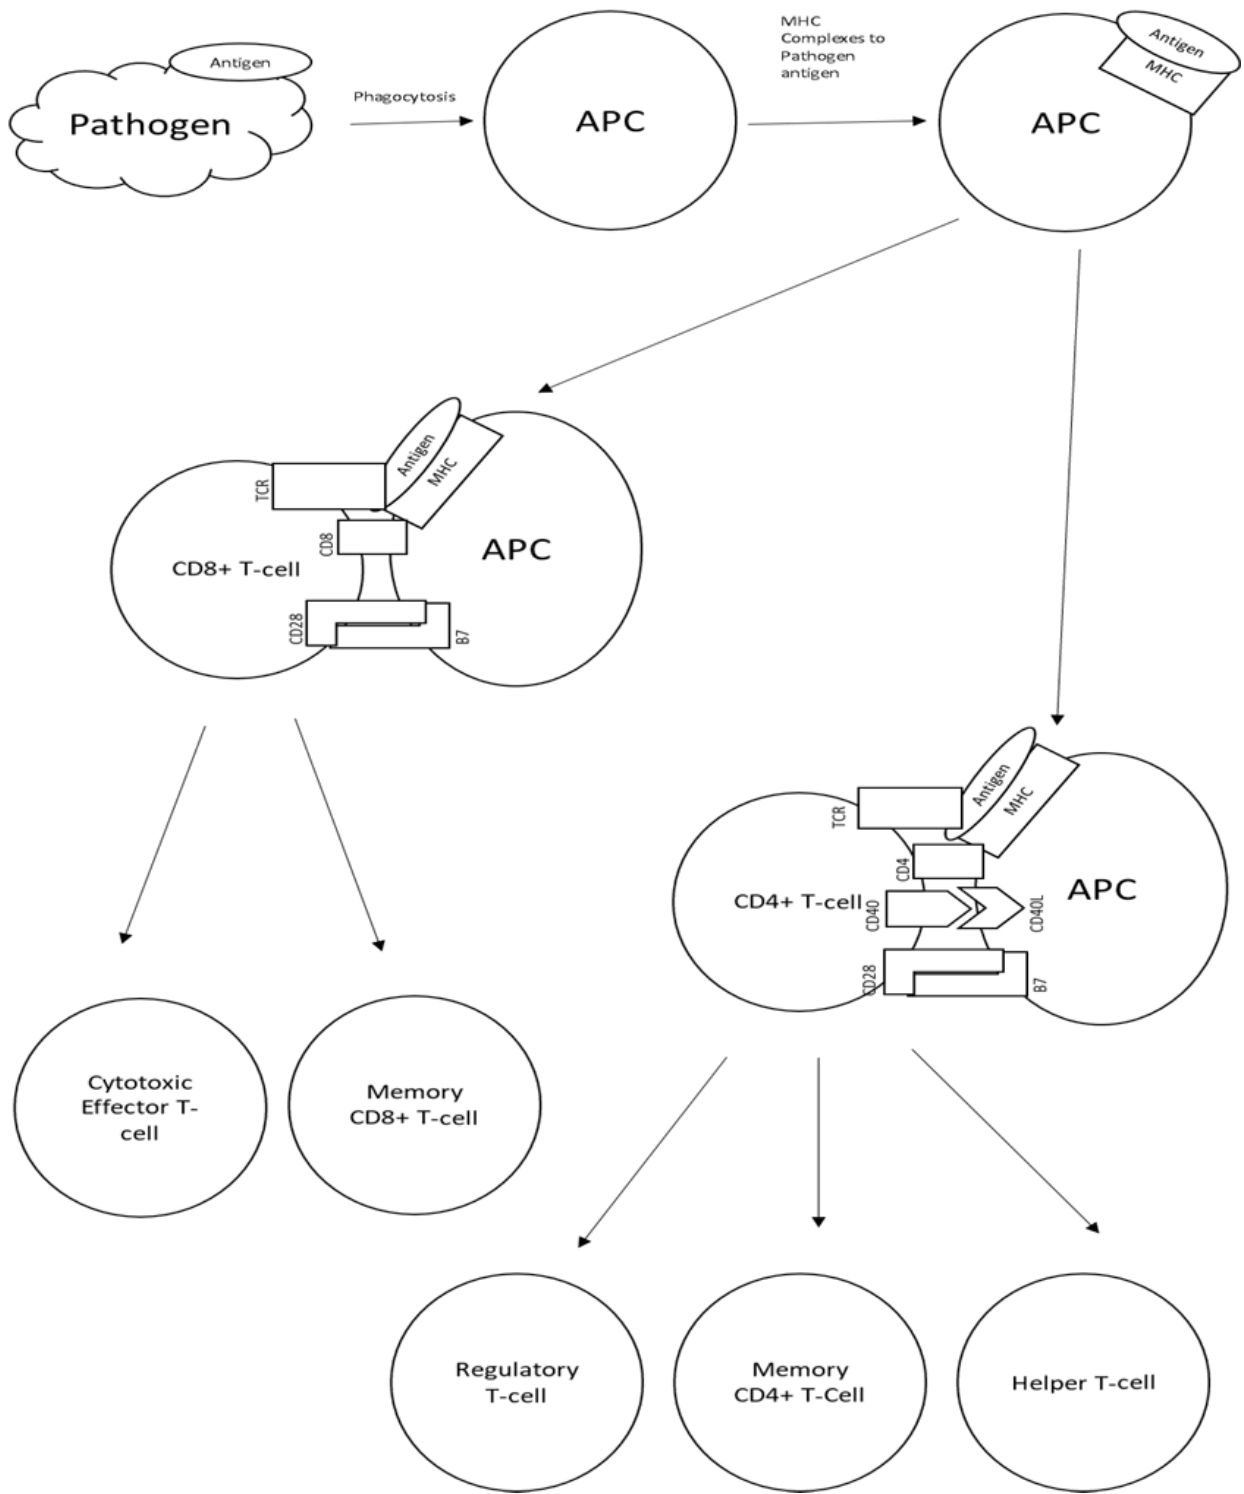 Antigen
Pathogen
Phagocytosis
APC
MHC
Complexes to
Pathogen
antigen
Antigen
MHC
APC
Antigen
MHC
TCR
CD8
CD8+ T-cell
APC
CD28
B7
Antigen
MHC
TCR
CD4
CD4+ T-cell
CD40
CD40L
APC
CD28
B7
Cytotoxic
Effector T-
cell
Memory
CD8+ T-cell
Regulatory
T-cell
Memory
CD4+ T-Cell
Helper T-cell